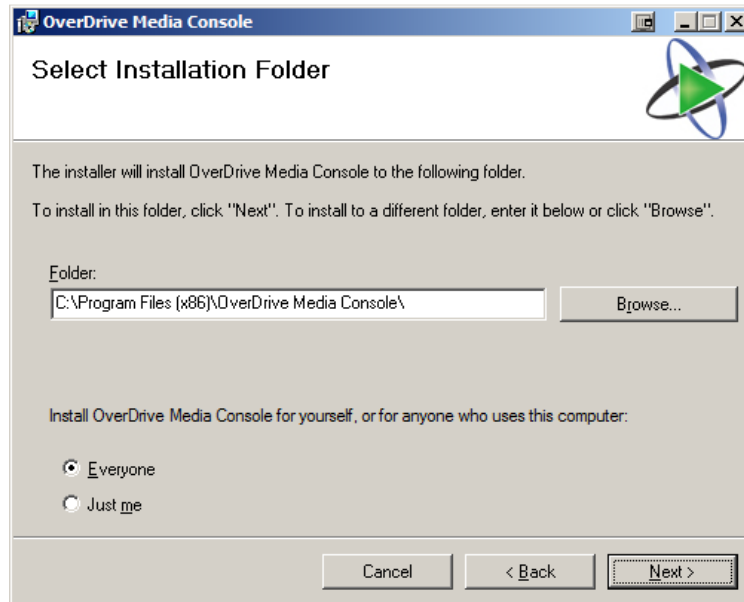 OverDrive Media Console
Select Installation Folder
The installer will install OverDrive Media Console to the following folder.
To install in this folder, click "Next". To install to a different folder, enter it below or click "Browse".
Folder:
C:\Program Files (x86)\OverDrive Media Console\
Browse...
Install OverDrive Media Console for yourself, or for anyone who uses this computer:
Everyone
Just me
Cancel
< Back
Next >